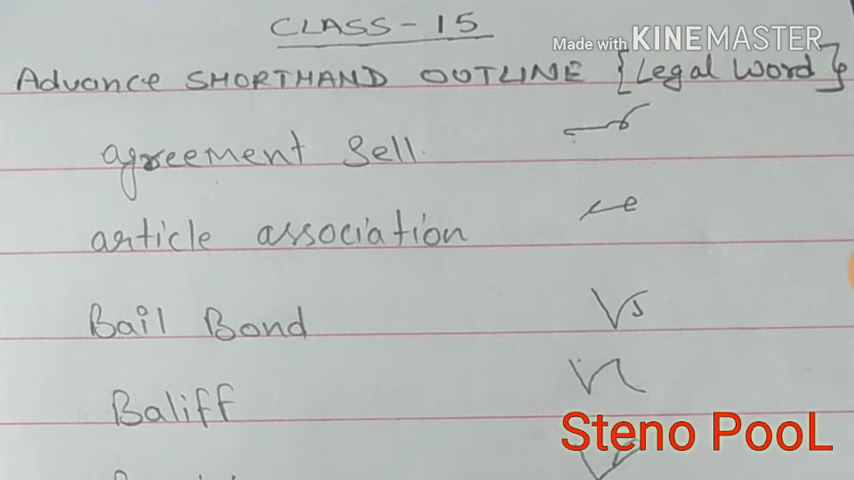 CLASS - 15
Made with KINEMASTER
Advance SHORTHAND OUTLINE [Legal Word]
agreement Sell.
article association
Bail Bond
Baliff
Steno PooL